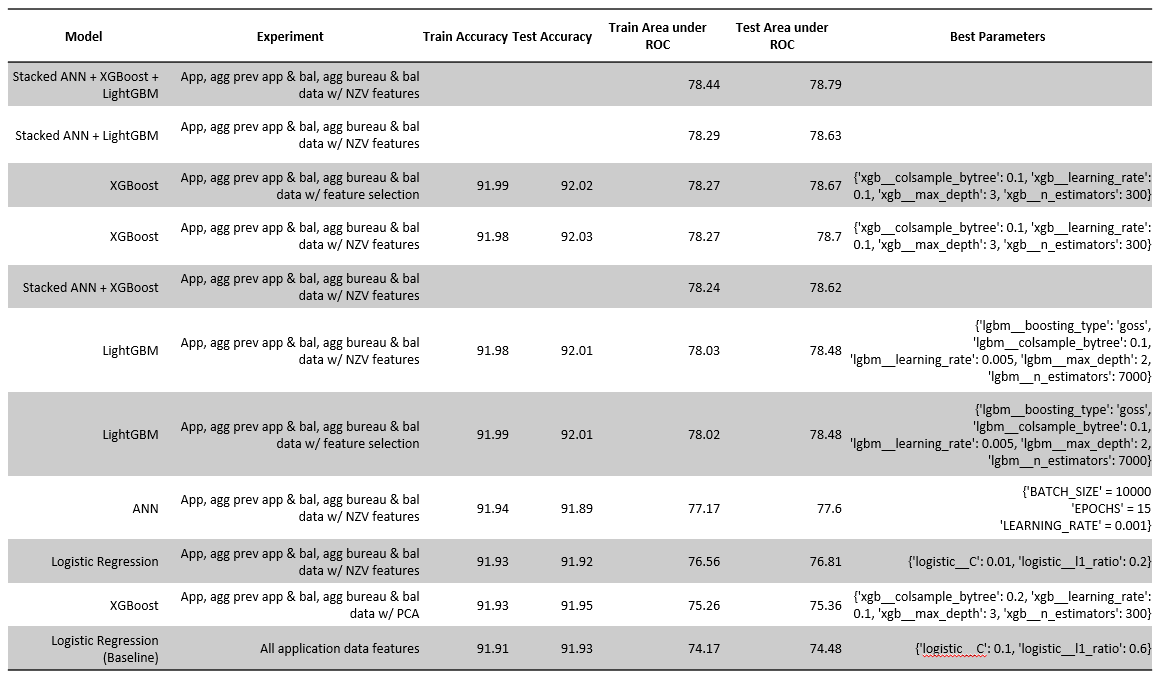 Model Experiment Train Accuracy Test Accuracy Train Area under ROC Test Area under ROC Best Parameters
Stacked ANN + XGBoost +
LightGBM
App, agg prev app & bal, agg bureau & bal
data w/ NZV features
78.44
78.79
Stacked ANN + LightGBM
App, agg prev app & bal, agg bureau & bal
data w/ NZV features
78.29
78.63
XGBoost
App, agg prev app & bal, agg bureau & bal
data w/ feature selection
91.99
92.02
78.27
78.67
{'xgb__colsample_bytree': 0.1, 'xgb__learning_rate':
0.1, 'xgb__max_depth': 3, 'xgb__n_estimators': 300}
XGBoost
App, agg prev app & bal, agg bureau & bal
data w/ NZV features
91.98
92.03
78.27
78.7
{'xgb__colsample_bytree': 0.1, 'xgb__learning_rate':
0.1, 'xgb__max_depth': 3, 'xgb__n_estimators': 300}
Stacked ANN + XGBoost
App, agg prev app & bal, agg bureau & bal
data w/ NZV features
78.24
78.62
LightGBM
App, agg prev app & bal, agg bureau & bal
data w/ NZV features
91.98
92.01
78.03
78.48
{'lgbm__boosting_type': 'goss',
'lgbm__colsample_bytree': 0.1,
'lgbm__learning_rate': 0.005, 'lgbm__max_depth': 2,
'lgbm__n_estimators': 7000}
LightGBM
App, agg prev app & bal, agg bureau & bal
data w/ feature selection
91.99
92.01
78.02
78.48
{'lgbm__boosting_type': 'goss',
'lgbm__colsample_bytree': 0.1,
'lgbm__learning_rate': 0.005, 'lgbm__max_depth': 2,
'lgbm__n_estimators': 7000}
ANN
App, agg prev app & bal, agg bureau & bal
data w/ NZV features
91.94
91.89
77.17
77.6
{'BATCH_SIZE' = 10000
'EPOCHS' = 15
'LEARNING_RATE' = 0.001}
Logistic Regression
App, agg prev app & bal, agg bureau & bal
data w/ NZV features
91.93
91.92
76.56
76.81
{'logistic__C': 0.01, 'logistic__l1_ratio': 0.2}
XGBoost
App, agg prev app & bal, agg bureau & bal
data w/ PCA
91.93
91.95
75.26
75.36
{'xgb__colsample_bytree': 0.2, 'xgb__learning_rate':
0.1, 'xgb__max_depth': 3, 'xgb__n_estimators': 300}
Logistic Regression
(Baseline)
All application data features
91.91
91.93
74.17
74.48
{'logistic__C': 0.1, 'logistic__l1_ratio': 0.6}